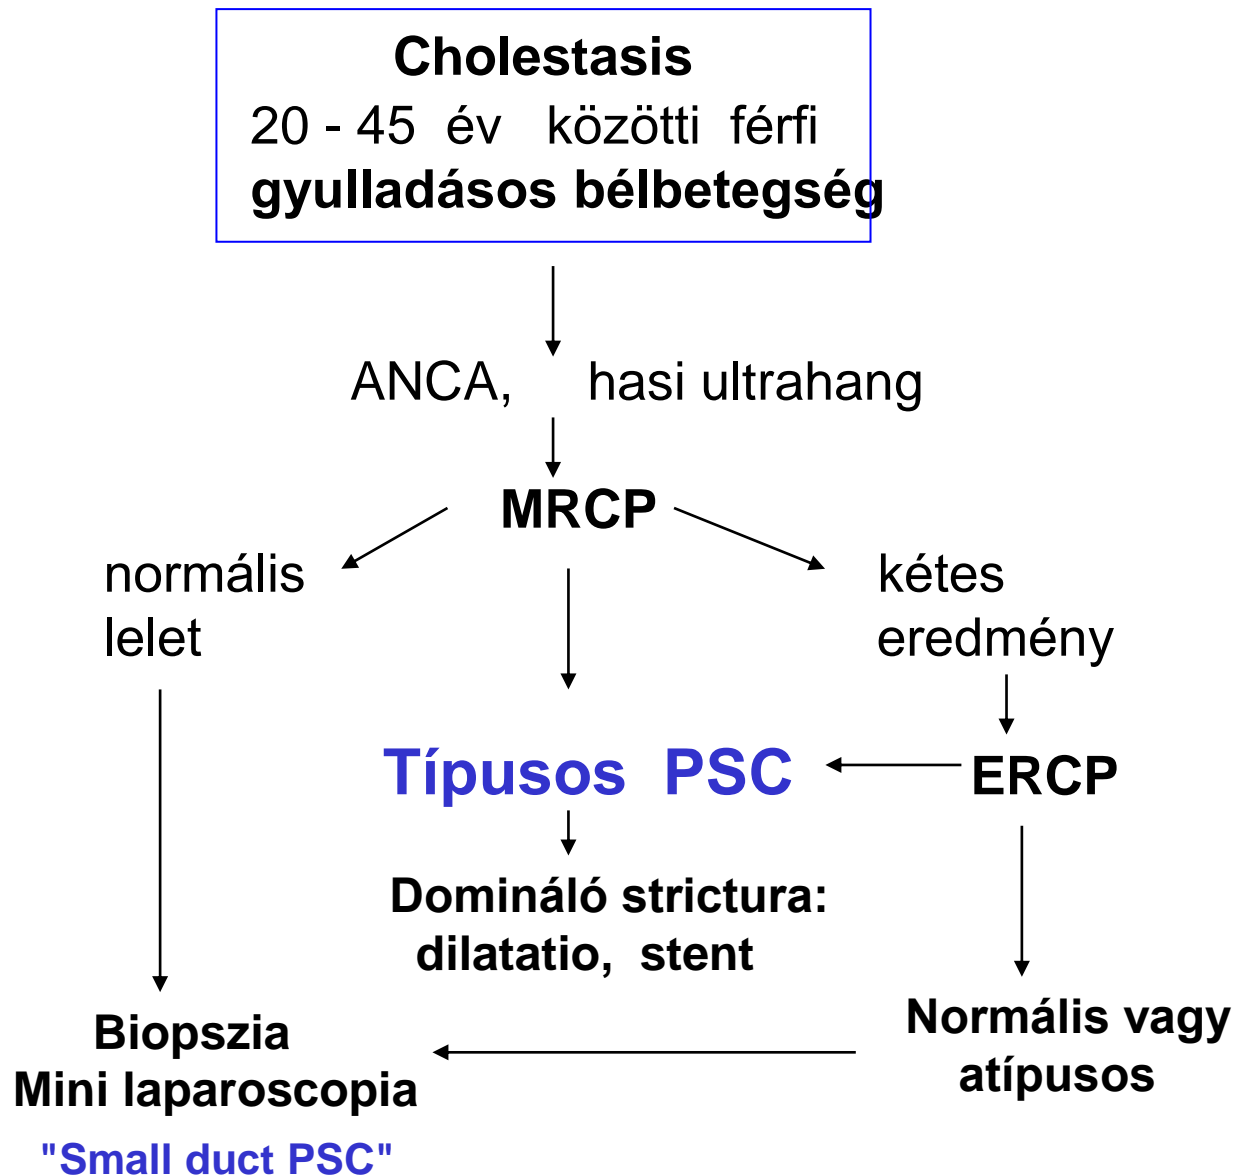 Cholestasis
20 - 45 év közötti férfi
gyulladásos bélbetegség
ANCA, hasi ultrahang
MRCP
normális
lelet
kétes
eredmény
Típusos PSC
ERCP
Domináló strictura:
dilatatio, stent
Normális vagy
atípusos
Biopszia
Mini laparoscopia
"Small duct PSC"